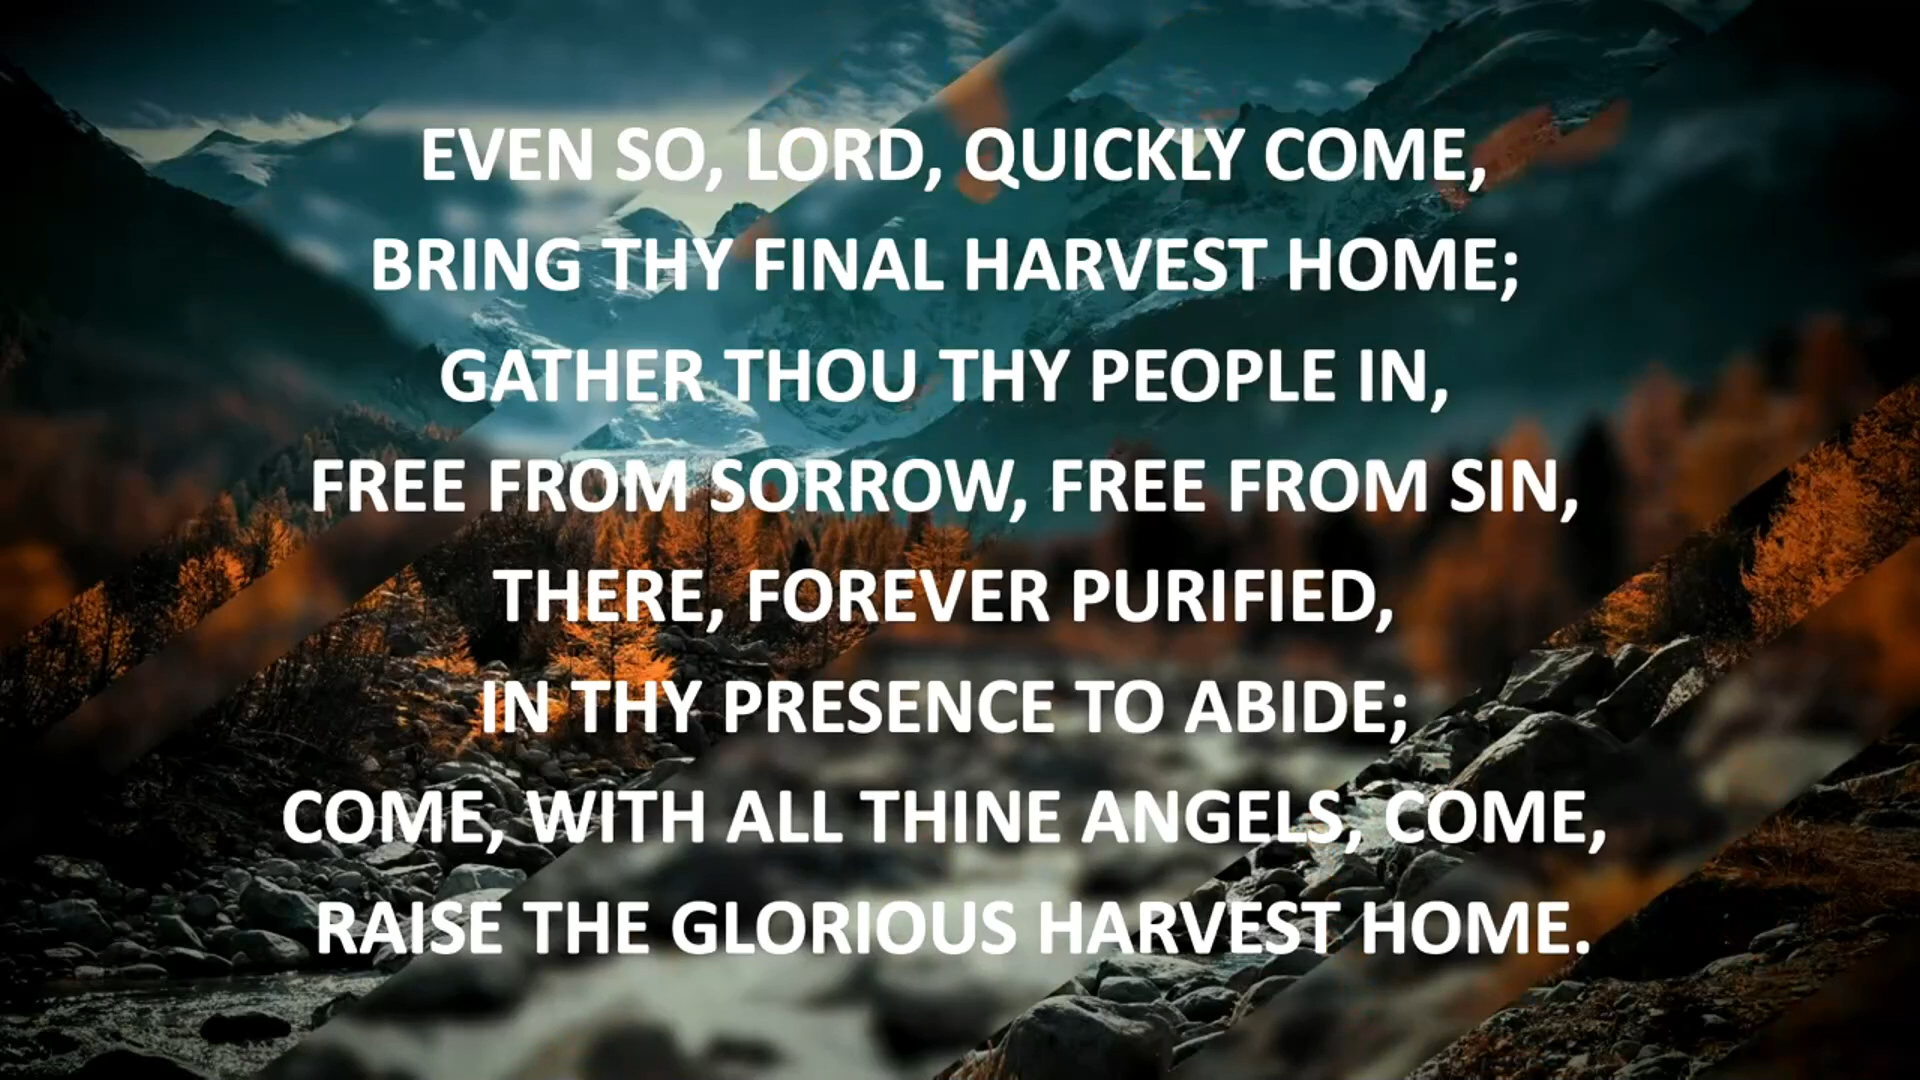 EVEN SO, LORD, QUICKLY COME,
BRING THY FINAL HARVEST HOME;
GATHER THOU THY PEOPLE IN,
FREE FROM SORROW, FREE FROM SIN,
THERE, FOREVER PURIFIED,
IN THY PRESENCE TO ABIDE;
COME, WITH ALL THINE ANGELS, COME,
RAISE THE GLORIOUS HARVEST HOME.